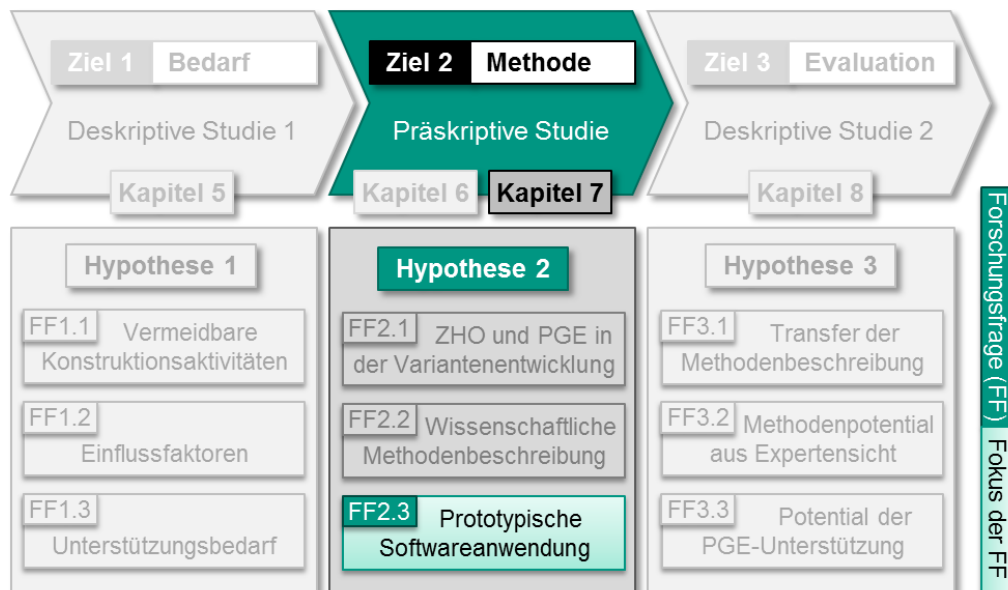 Ziel 1 Bedarf
Deskriptive Studie 1
Kapitel 5
Ziel 2 Methode
Präskriptive Studie
Kapitel 6 Kapitel 7
Ziel 3 Evaluation
Deskriptive Studie 2
Kapitel 8
Hypothese 1
FF1.1 Vermeidbare
Konstruktionsaktivitäten
FF1.2
Einflussfaktoren
FF1.3
Unterstützungsbedarf
Hypothese 2
FF2.1 ZHO und PGE in
der Variantenentwicklung
FF2.2 Wissenschaftliche
Methodenbeschreibung
FF2.3 Prototypische
Softwareanwendung
Hypothese 3
FF3.1 Transfer der
Methodenbeschreibung
FF3.2 Methodenpotential
aus Expertensicht
FF3.3 Potential der
PGE-Unterstützung
Forschungsfrage (FF)
Fokus der FF